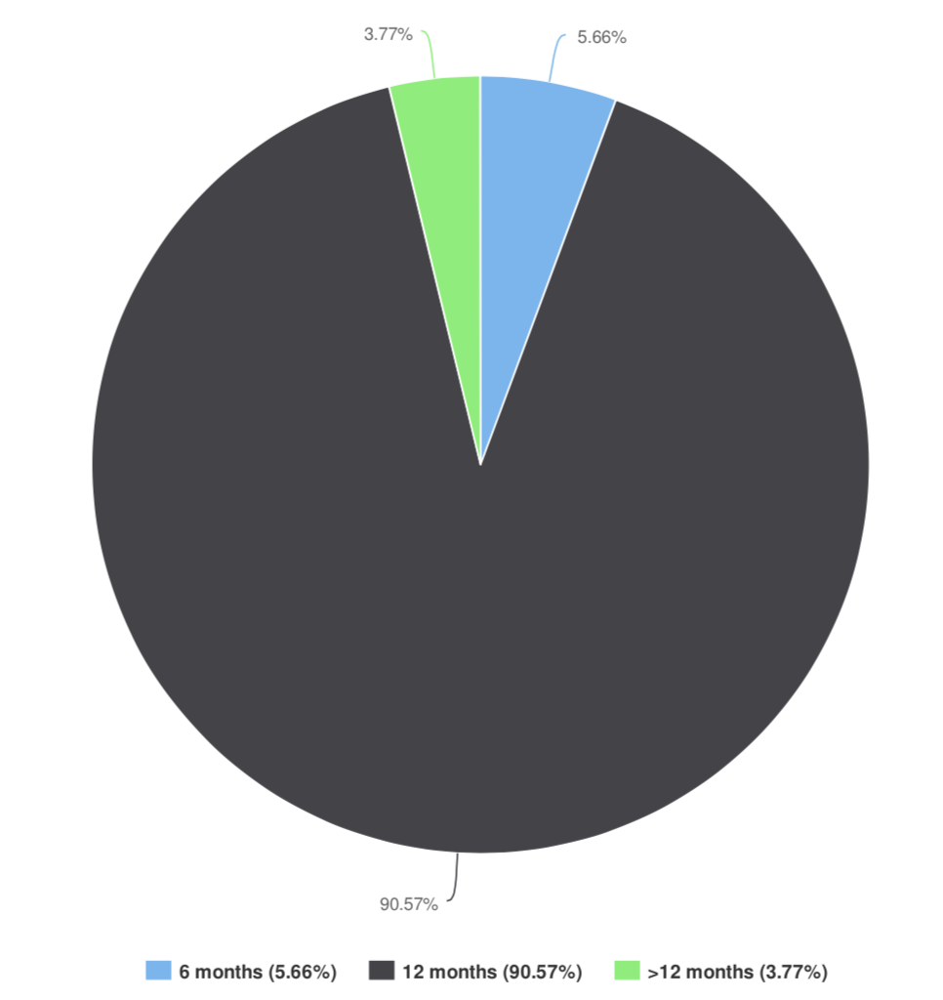 3.77%
5.66%
90.57%
6 months (5.66%)
12 months (90.57%)
>12 months (3.77%)